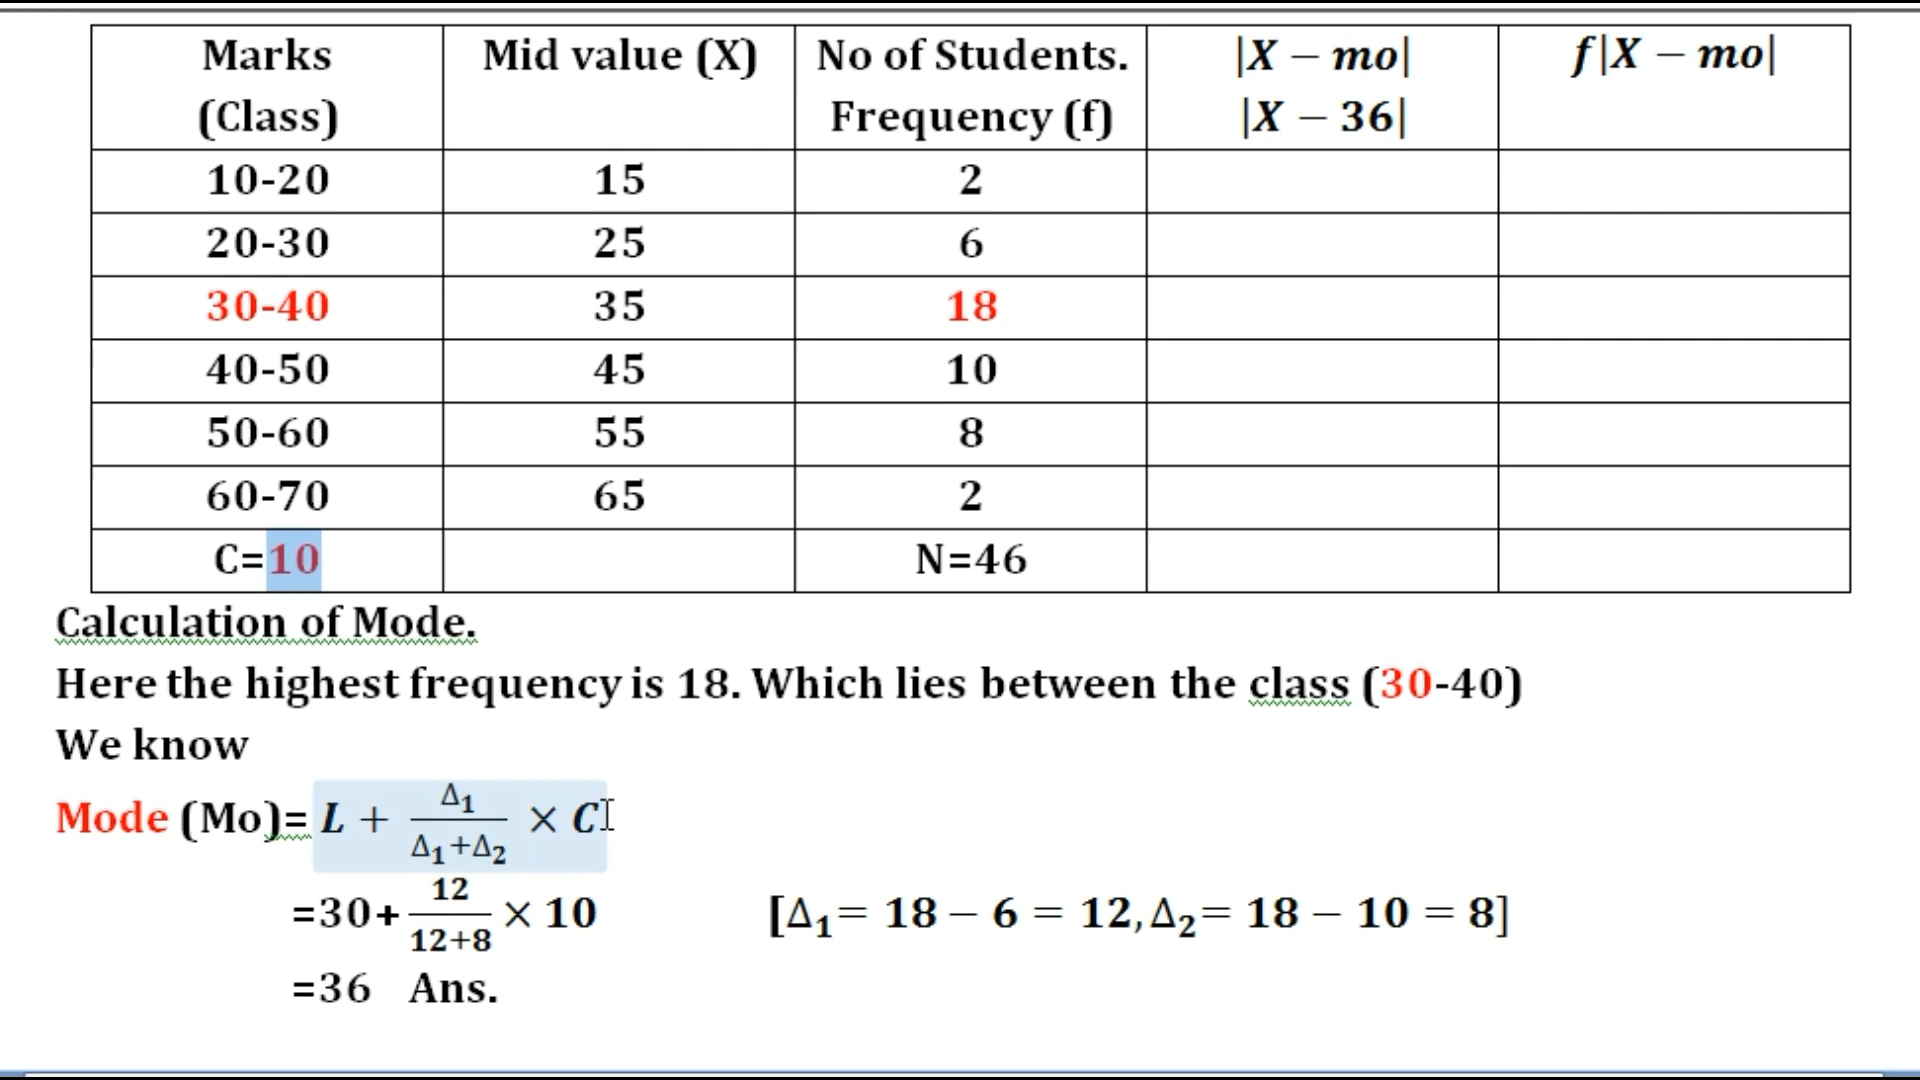 Marks (Class) Mid value (X) No of Students. Frequency (f) |X – mo| |X – 36| f|X – mo|
10-20 15 2
20-30 25 6
30-40 35 18
40-50 45 10
50-60 55 8
60-70 65 2
C=10 N=46
Calculation of Mode.
Here the highest frequency is 18. Which lies between the class (30-40)
We know
Mode (Mo)= L + Δ₁/(Δ₁+Δ₂) × C
=30+12/(12+8) × 10 [Δ₁= 18 – 6 = 12, Δ₂= 18 – 10 = 8]
=36 Ans.